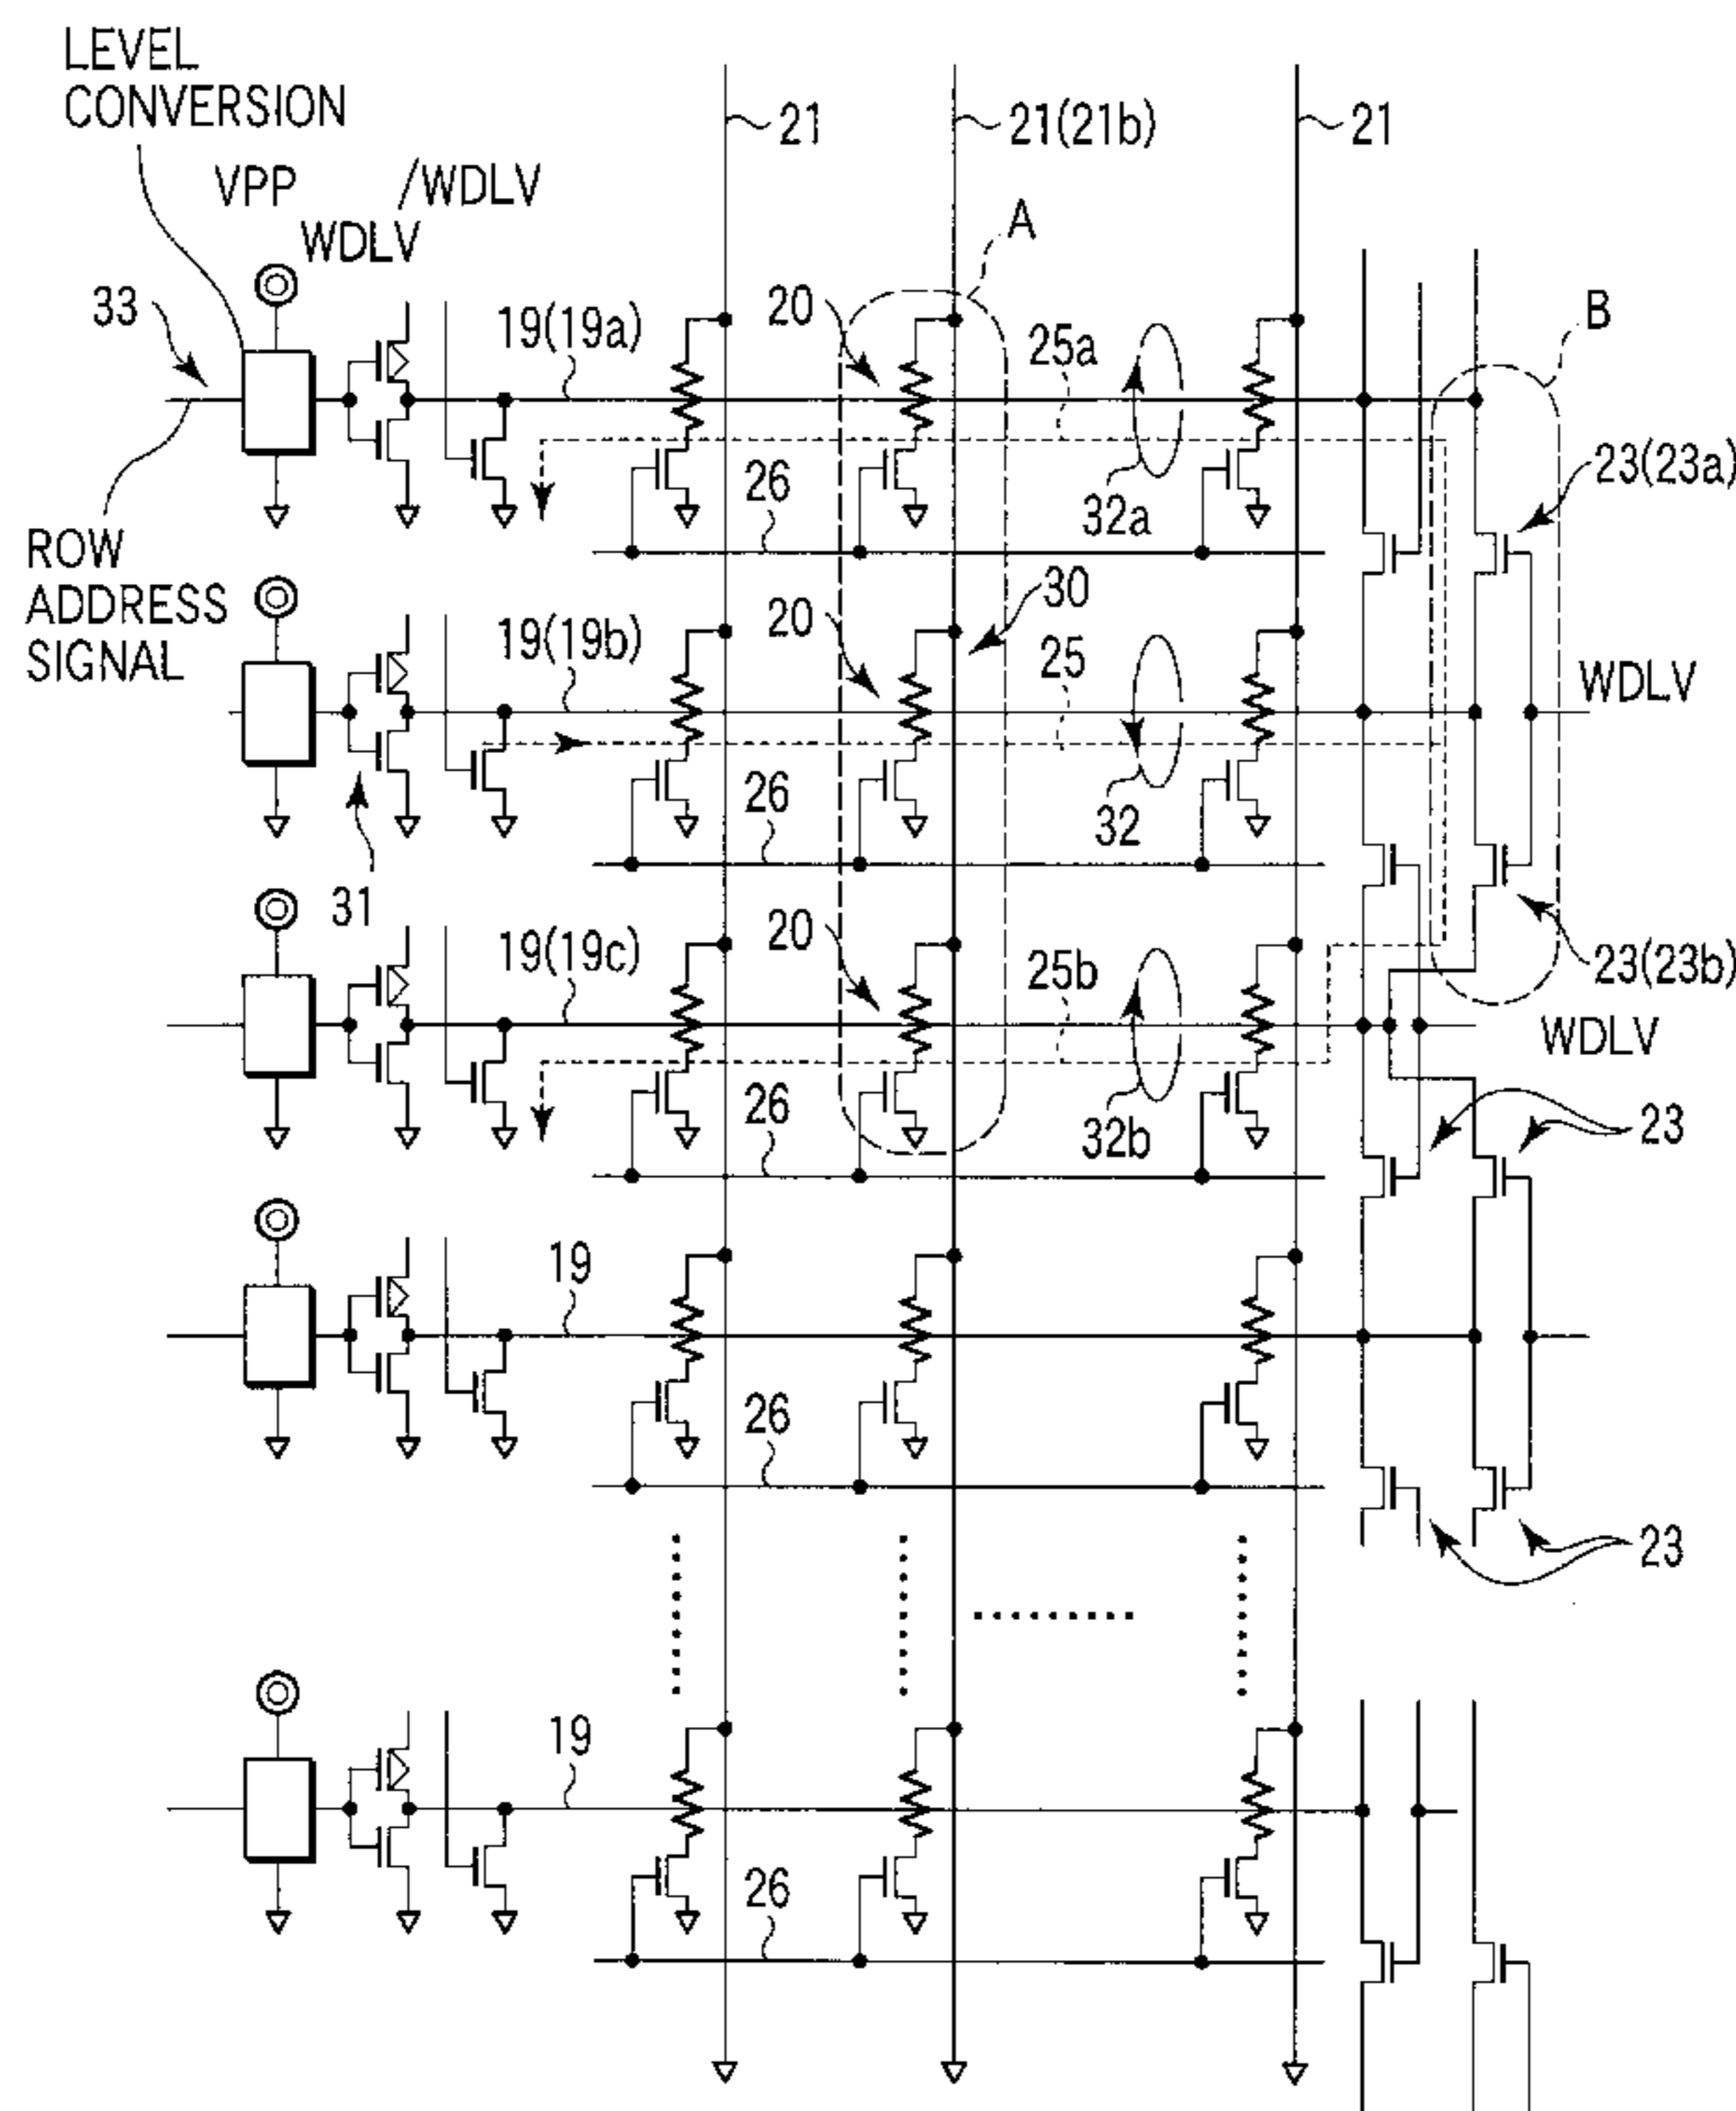 LEVEL
CONVERSION
VPP
/WDLV
WDLV
21
21(21b)
21
A
B
33
19(19a)
20
25a
23(23a)
26
32a
ROW
ADDRESS
SIGNAL
30
20
19(19b)
25
WDLV
26
32
31
20
19(19c)
25b
23(23b)
WDLV
26
32b
23
19
26
23
19
26